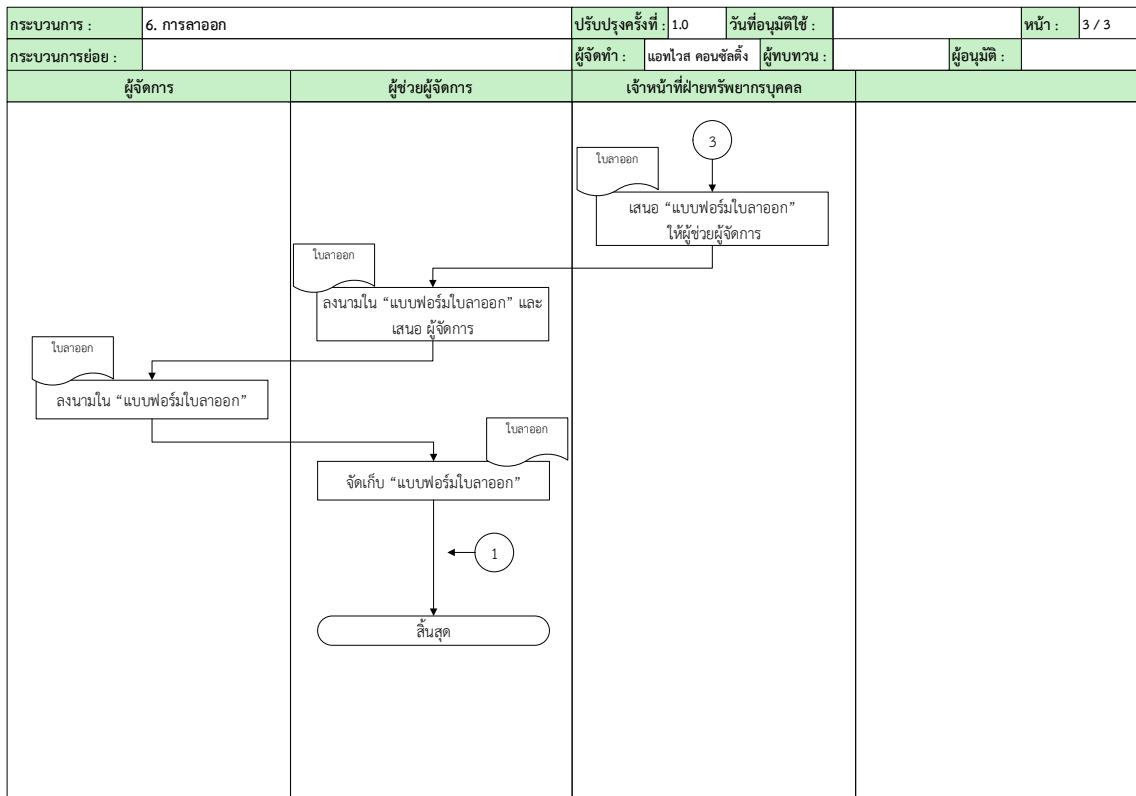 กระบวนการ : 6. การลาออก ปรับปรุงครั้งที่ : 1.0 วันที่อนุมัติใช้ : หน้า : 3 / 3
กระบวนการย่อย : ผู้จัดทำ : แอทไวส คอนซัลติ้ง ผู้ทบทวน : ผู้อนุมัติ :
ผู้จัดการ ผู้ช่วยผู้จัดการ เจ้าหน้าที่ฝ่ายทรัพยากรบุคคล
3
ใบลาออก
เสนอ “แบบฟอร์มใบลาออก”
ให้ผู้ช่วยผู้จัดการ
ใบลาออก
ลงนามใน “แบบฟอร์มใบลาออก” และ
เสนอ ผู้จัดการ
ใบลาออก
ลงนามใน “แบบฟอร์มใบลาออก”
ใบลาออก
จัดเก็บ “แบบฟอร์มใบลาออก”
1
สิ้นสุด